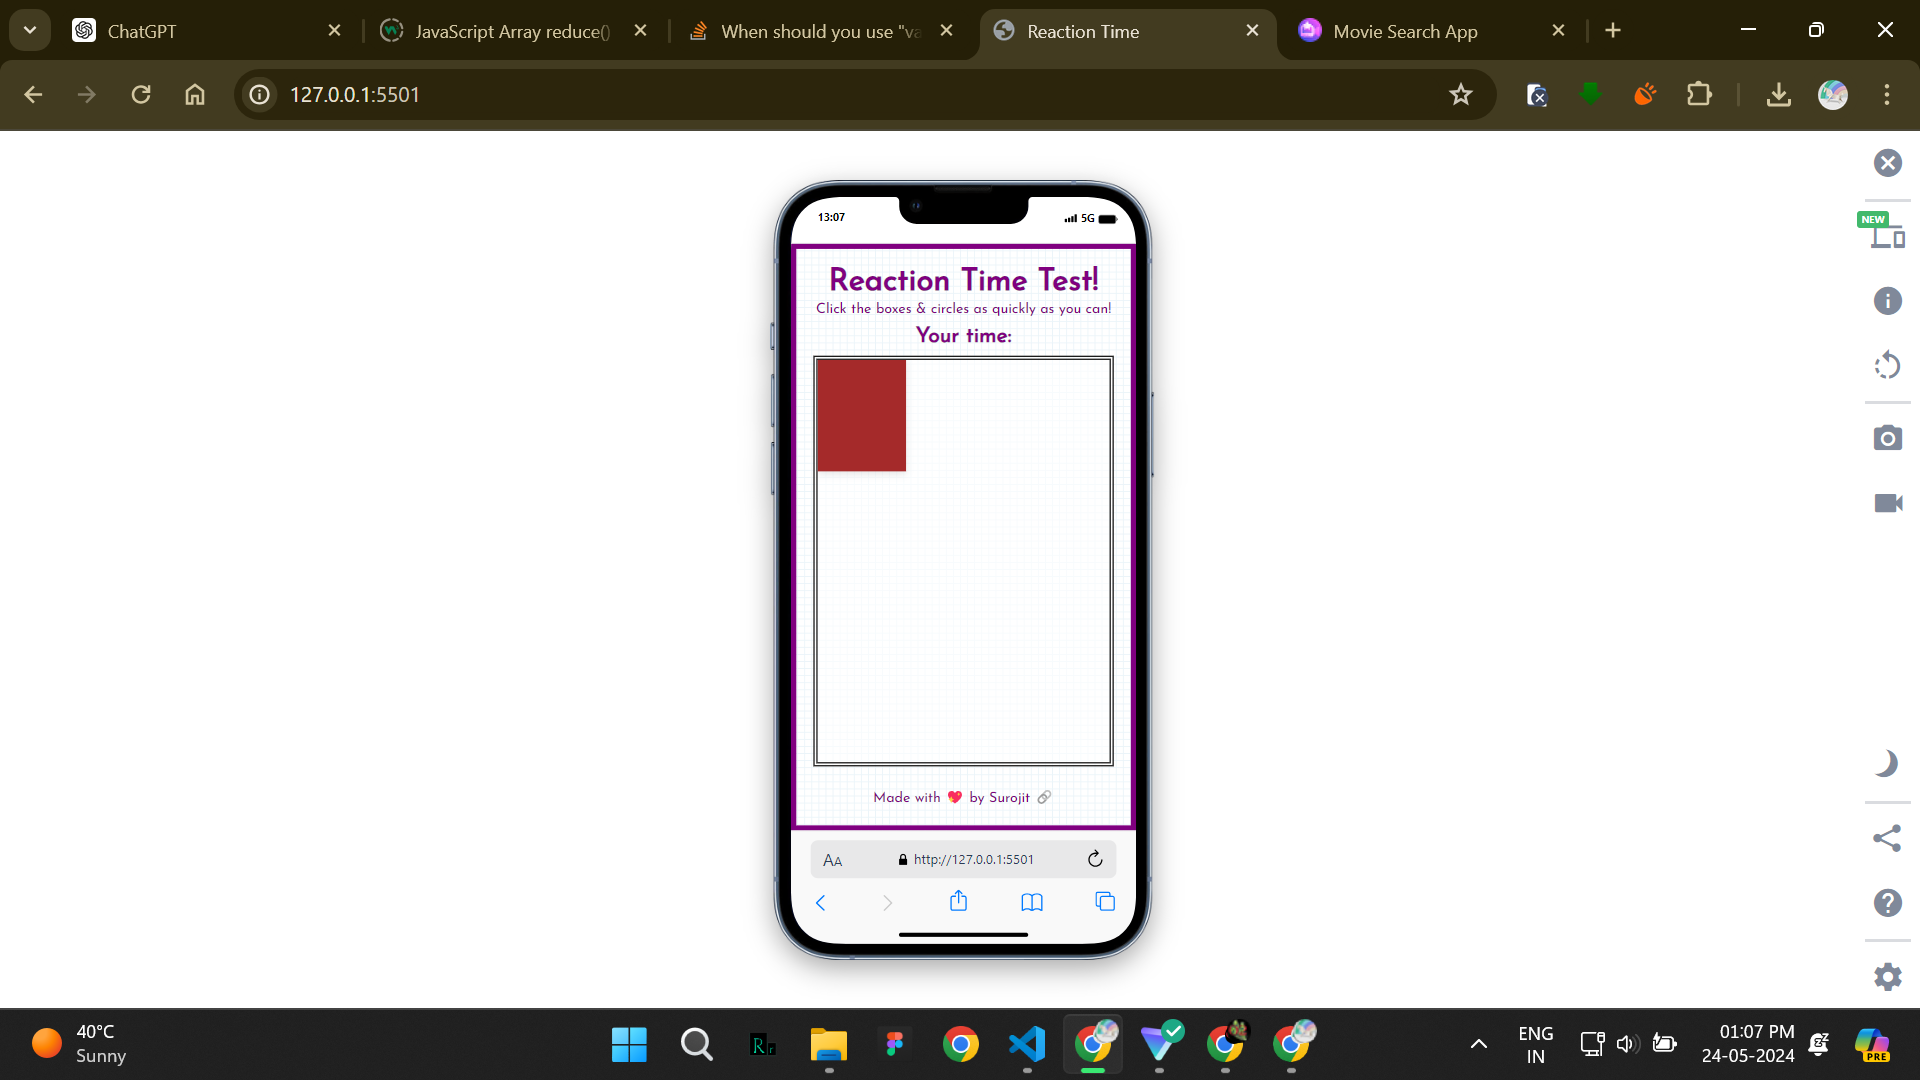 ChatGPT
JavaScript Array reduce()
When should you use "va
Reaction Time
Movie Search App
127.0.0.1:5501
NEW
13:07
5G
Reaction Time Test!
Click the boxes & circles as quickly as you can!
Your time:
Made with 💖 by Surojit 🔗
AA
http://127.0.0.1:5501
40°C
Sunny
Rr
ENG
IN
01:07 PM
24-05-2024
PRE